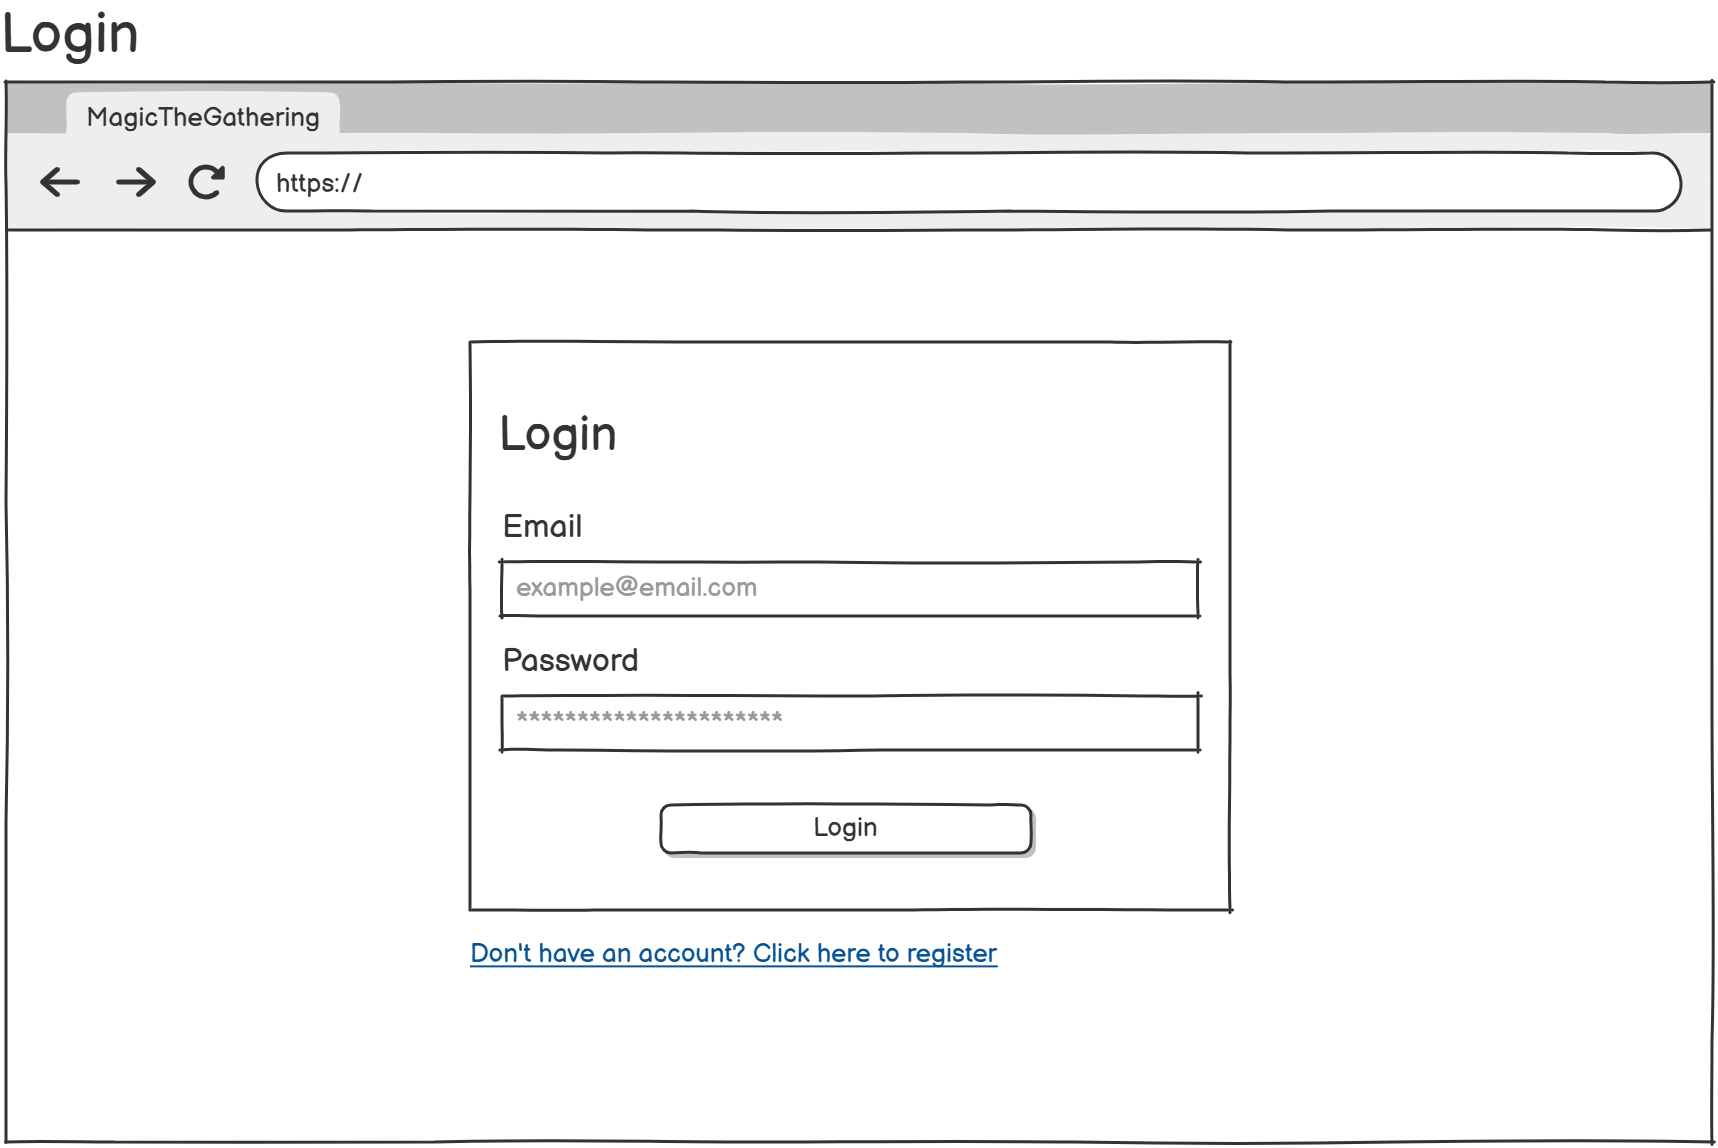 Login
MagicTheGathering
https://
Login
Email
example@email.com
Password
**********************
Login
Don't have an account? Click here to register